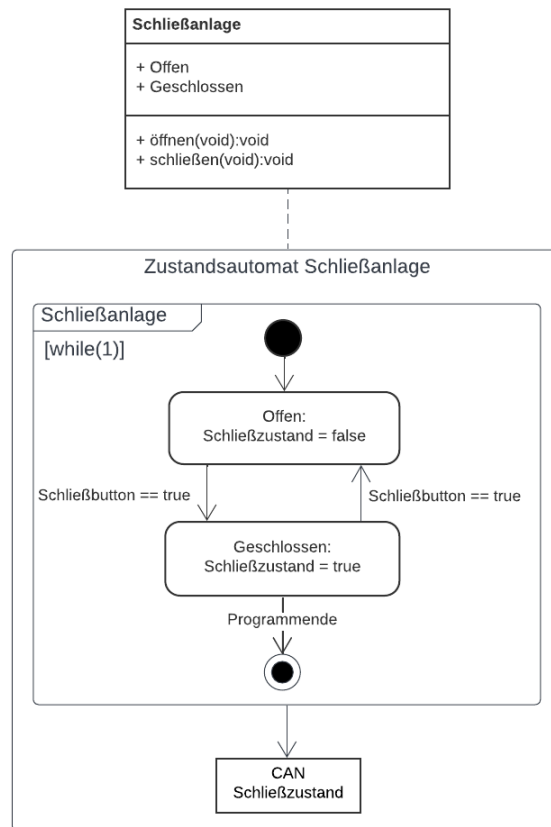 Schließanlage
+ Offen
+ Geschlossen
+ öffnen(void):void
+ schließen(void):void
Zustandsautomat Schließanlage
Schließanlage
[while(1)]
Offen:
Schließzustand = false
Schließbutton == true
Schließbutton == true
Geschlossen:
Schließzustand = true
Programmende
CAN
Schließzustand